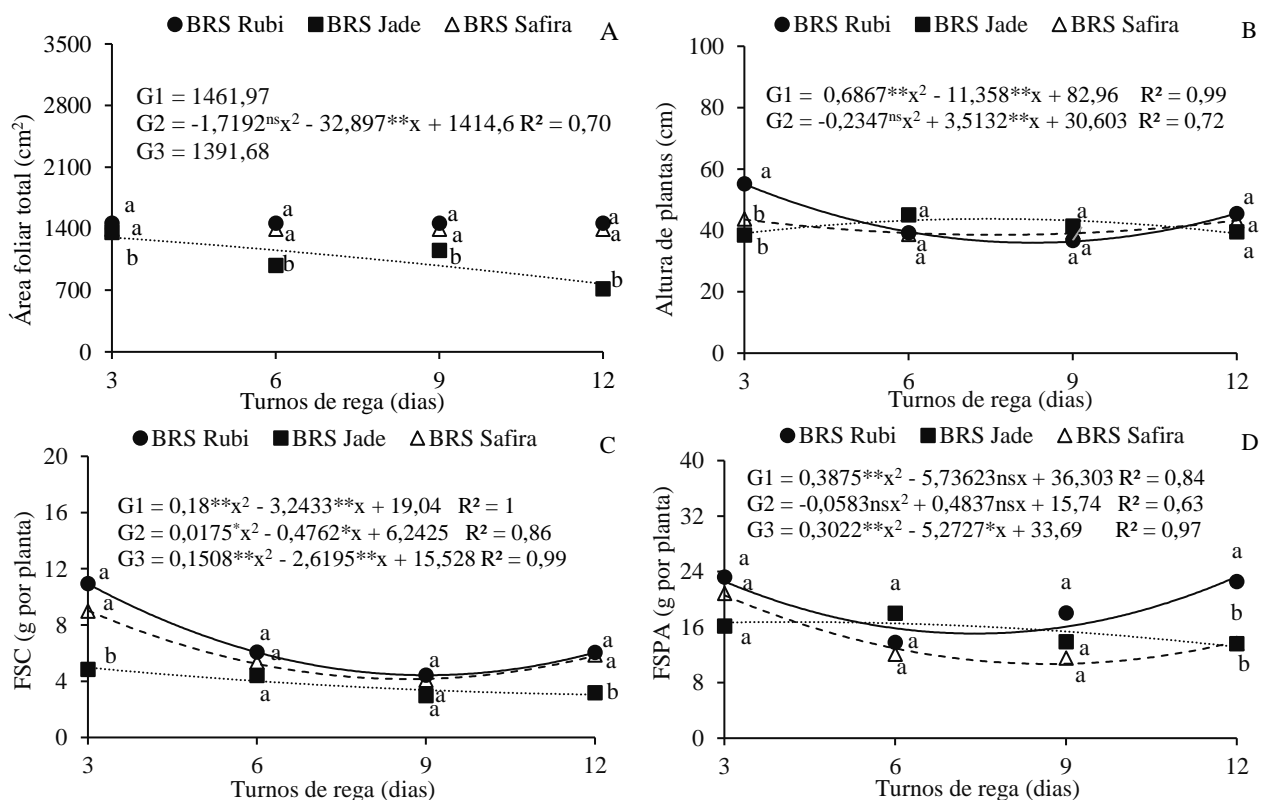 BRS Rubi BRS Jade BRS Safira A
3500
2800
2100
1400
700
0
Área foliar total (cm²)
G1 = 1461,97
G2 = -1,7192ⁿˢx² - 32,897**x + 1414,6 R² = 0,70
G3 = 1391,68
a a a a
a a a a
b b b b
3 6 9 12
Turnos de rega (dias)
BRS Rubi BRS Jade BRS Safira B
100
80
60
40
20
0
Altura de plantas (cm)
G1 = 0,6867**x² - 11,358**x + 82,96 R² = 0,99
G2 = -0,2347ⁿˢx² + 3,5132**x + 30,603 R² = 0,72
a a a a
b a a a
b a a a
3 6 9 12
Turnos de rega (dias)
BRS Rubi BRS Jade BRS Safira C
20
16
12
8
4
0
FSC (g por planta)
G1 = 0,18**x² - 3,2433**x + 19,04 R² = 1
G2 = 0,0175*x² - 0,4762*x + 6,2425 R² = 0,86
G3 = 0,1508**x² - 2,6195**x + 15,528 R² = 0,99
a a a a
a a a a
b a a b
3 6 9 12
Turnos de rega (dias)
BRS Rubi BRS Jade BRS Safira D
40
32
24
16
8
0
FSPA (g por planta)
G1 = 0,3875**x² - 5,73623nsx + 36,303 R² = 0,84
G2 = -0,0583nsx² + 0,4837nsx + 15,74 R² = 0,63
G3 = 0,3022**x² - 5,2727*x + 33,69 R² = 0,97
a a a a
a a a b
a a a b
3 6 9 12
Turnos de rega (dias)